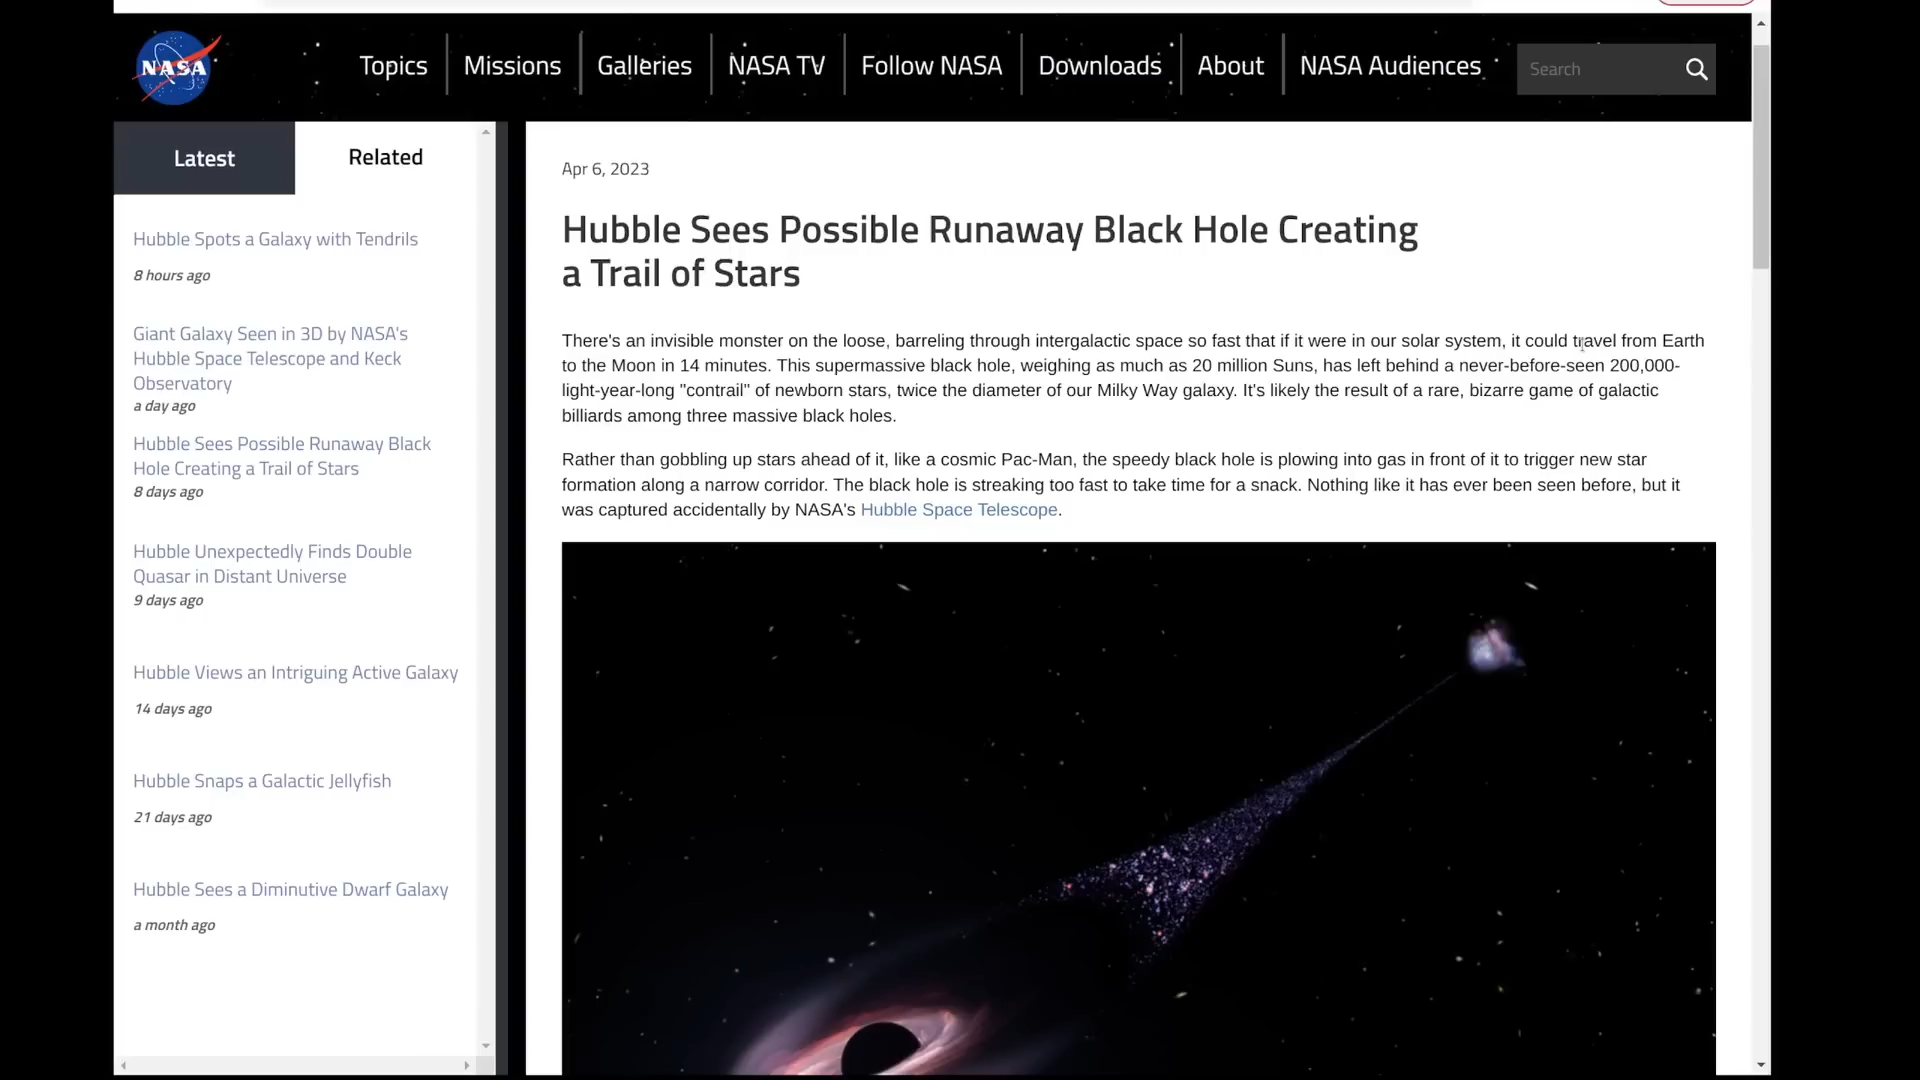 NASA
Topics
Missions
Galleries
NASA TV
Follow NASA
Downloads
About
NASA Audiences
Search
Latest
Related
Hubble Spots a Galaxy with Tendrils
8 hours ago
Giant Galaxy Seen in 3D by NASA's
Hubble Space Telescope and Keck
Observatory
a day ago
Hubble Sees Possible Runaway Black
Hole Creating a Trail of Stars
8 days ago
Hubble Unexpectedly Finds Double
Quasar in Distant Universe
9 days ago
Hubble Views an Intriguing Active Galaxy
14 days ago
Hubble Snaps a Galactic Jellyfish
21 days ago
Hubble Sees a Diminutive Dwarf Galaxy
a month ago
Apr 6, 2023
Hubble Sees Possible Runaway Black Hole Creating
a Trail of Stars
There's an invisible monster on the loose, barreling through intergalactic space so fast that if it were in our solar system, it could travel from Earth
to the Moon in 14 minutes. This supermassive black hole, weighing as much as 20 million Suns, has left behind a never-before-seen 200,000-
light-year-long "contrail" of newborn stars, twice the diameter of our Milky Way galaxy. It's likely the result of a rare, bizarre game of galactic
billiards among three massive black holes.
Rather than gobbling up stars ahead of it, like a cosmic Pac-Man, the speedy black hole is plowing into gas in front of it to trigger new star
formation along a narrow corridor. The black hole is streaking too fast to take time for a snack. Nothing like it has ever been seen before, but it
was captured accidentally by NASA's Hubble Space Telescope.